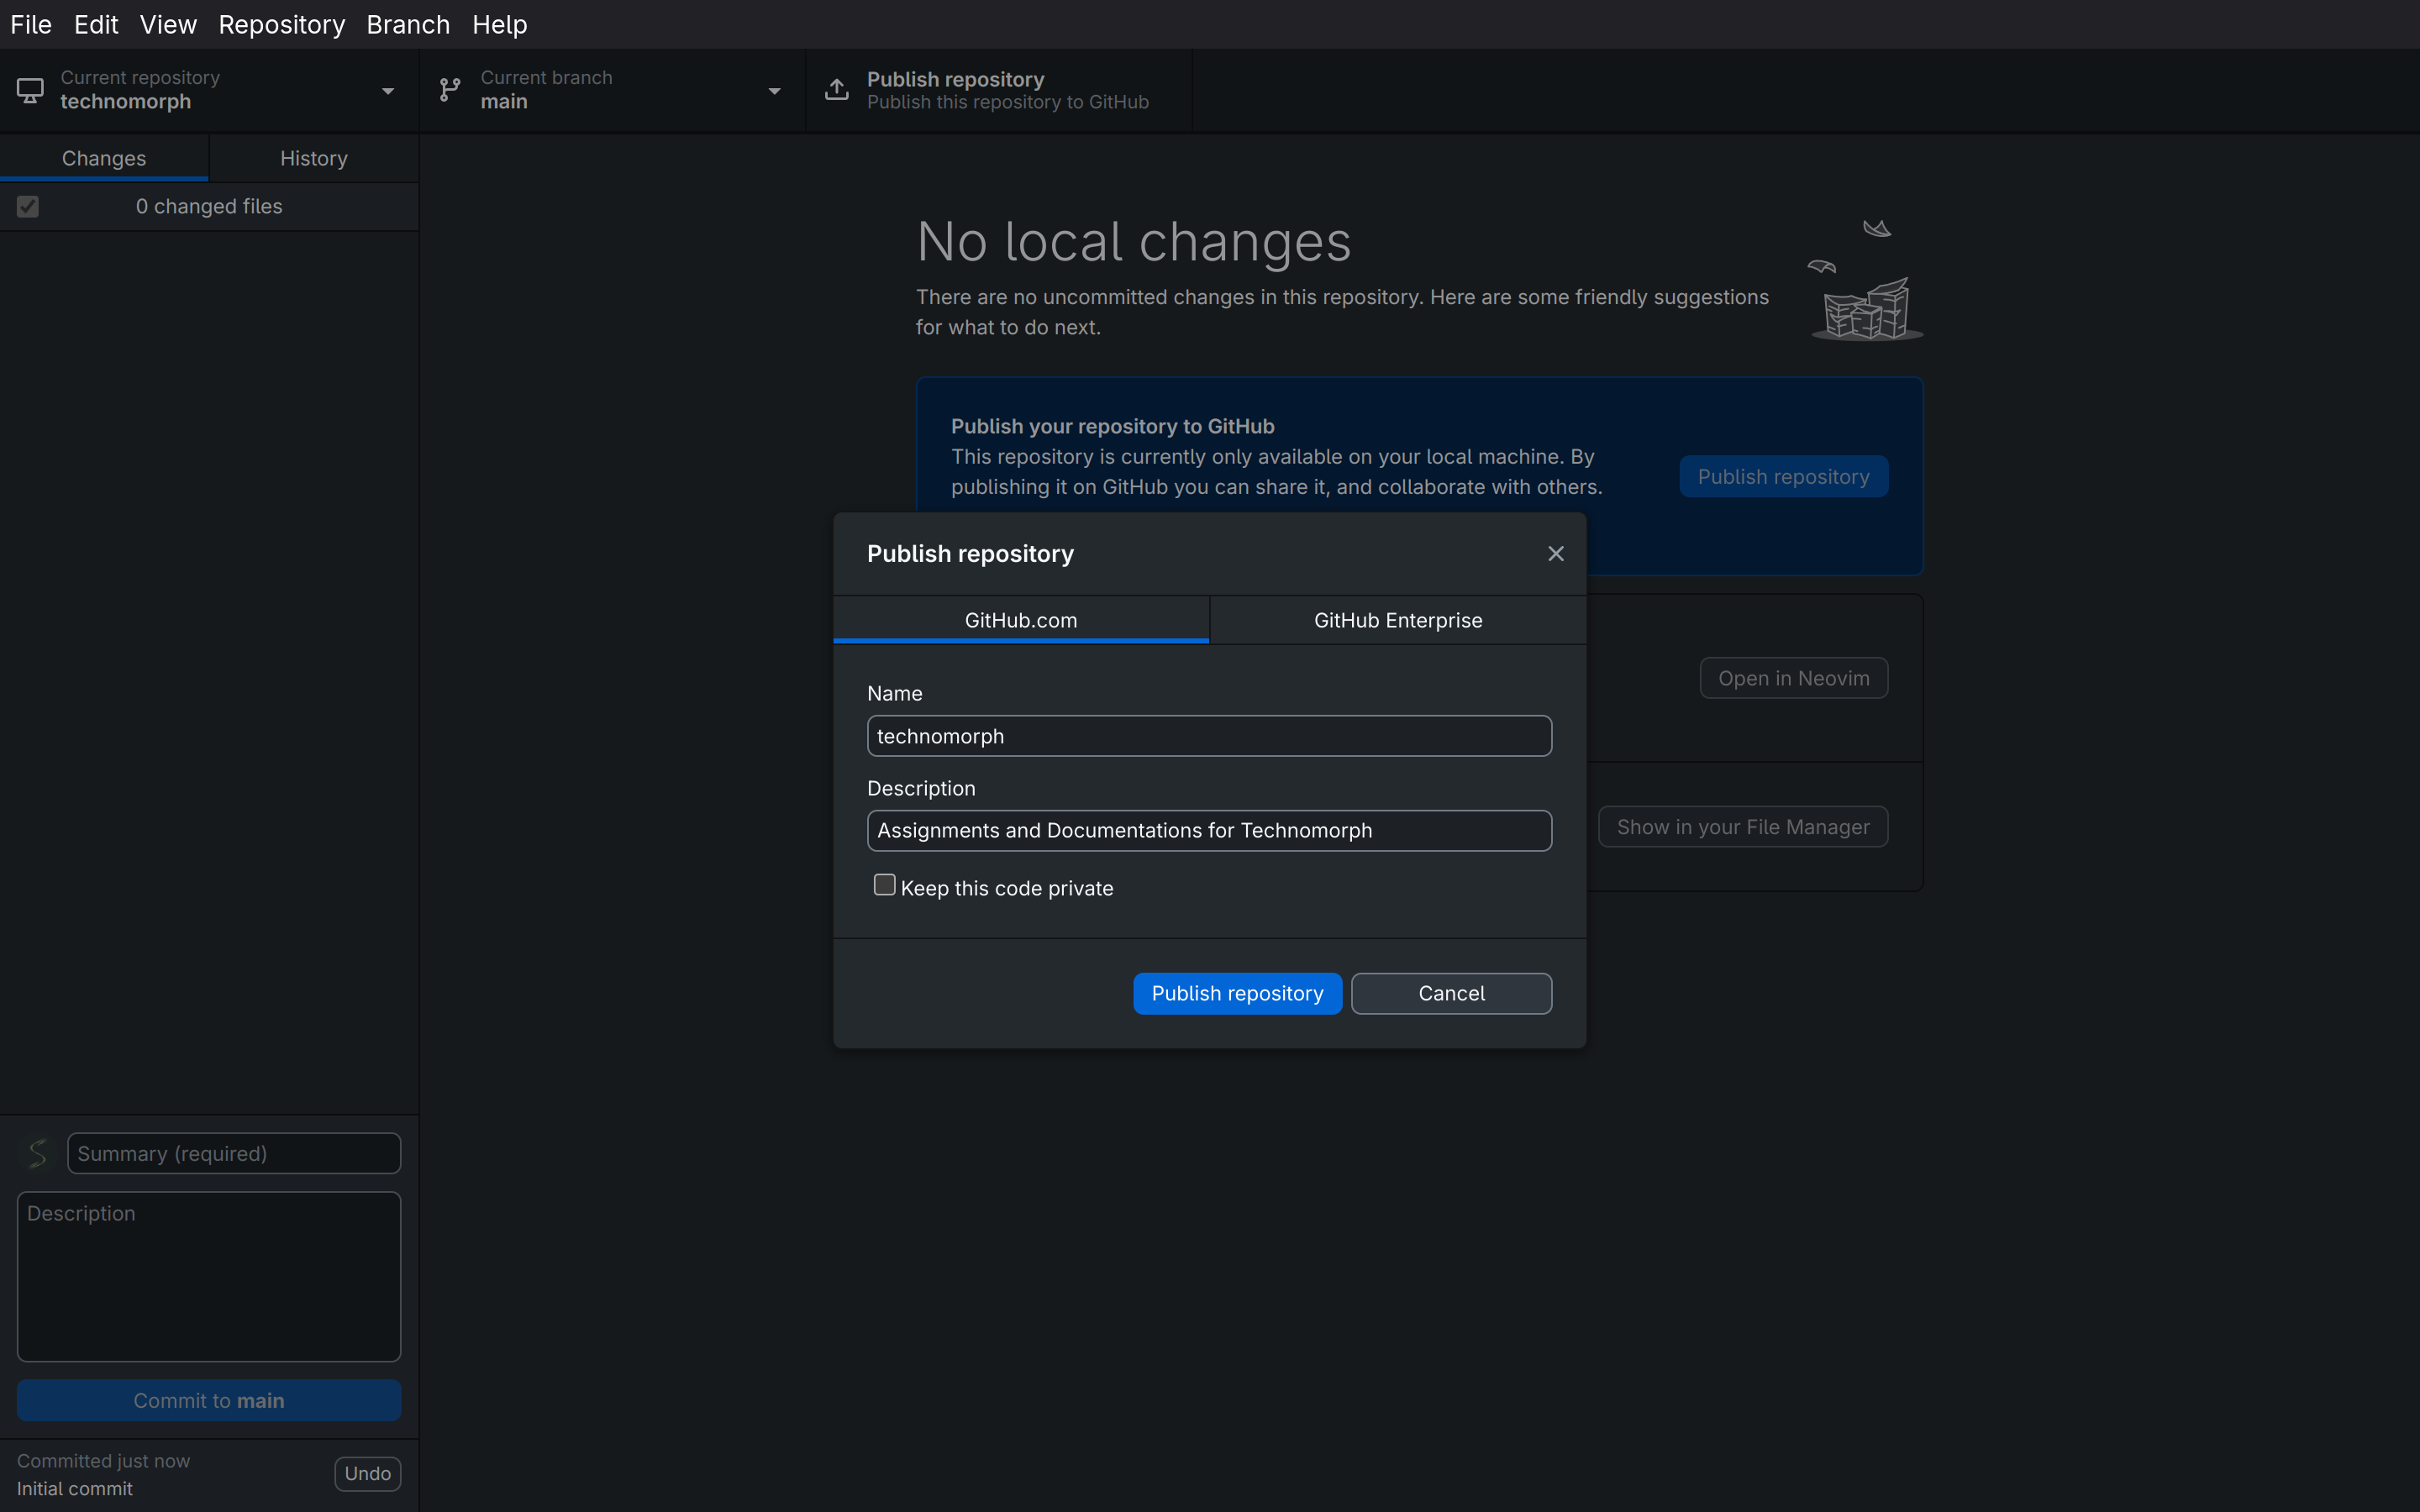 File Edit View Repository Branch Help
Current repository
technomorph
Current branch
main
Publish repository
Publish this repository to GitHub
Changes
History
0 changed files
No local changes
There are no uncommitted changes in this repository. Here are some friendly suggestions
for what to do next.
Publish your repository to GitHub
This repository is currently only available on your local machine. By
publishing it on GitHub you can share it, and collaborate with others.
Publish repository
Publish repository
GitHub.com
GitHub Enterprise
Open in Neovim
Name
technomorph
Description
Assignments and Documentations for Technomorph
Show in your File Manager
Keep this code private
Publish repository
Cancel
Summary (required)
Description
Commit to main
Committed just now
Initial commit
Undo